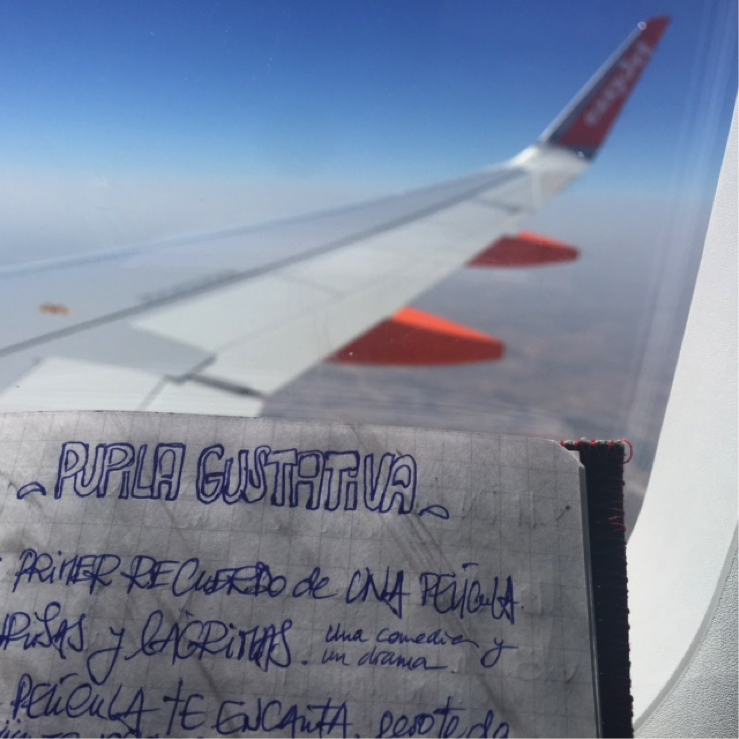 easyJet
PUPILA GUSTATIVA
PRIMER RECUERDO de UNA PELÍCULA
RISAS y LÁGRIMAS. una comedia y
un drama.
PELÍCULA TE ENCANTA, pero te da